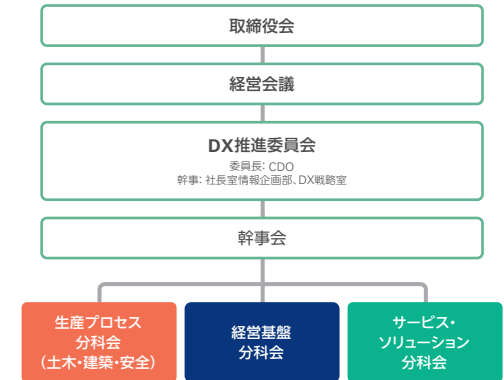 取締役会
経営会議
DX推進委員会
委員長: CDO
幹事: 社長室情報企画部、DX戦略室
幹事会
生産プロセス
分科会
(土木・建築・安全)
経営基盤
分科会
サービス・
ソリューション
分科会